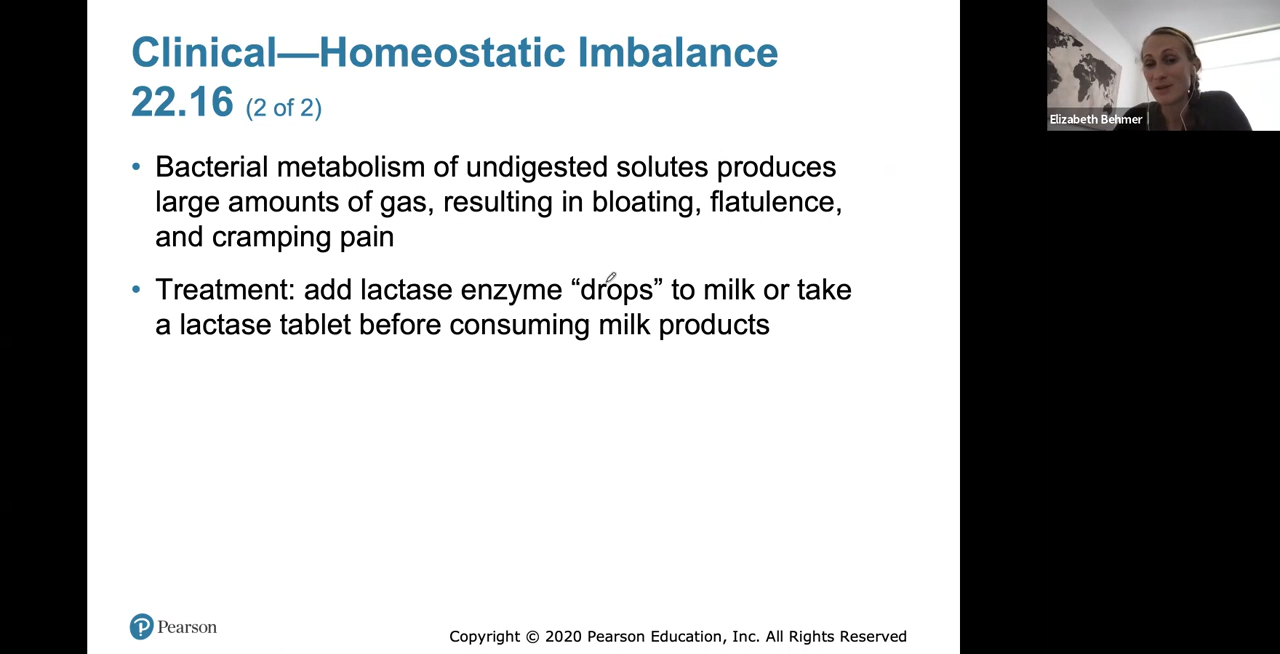 Clinical—Homeostatic Imbalance
22.16 (2 of 2)
• Bacterial metabolism of undigested solutes produces
large amounts of gas, resulting in bloating, flatulence,
and cramping pain
• Treatment: add lactase enzyme “drops” to milk or take
a lactase tablet before consuming milk products
Pearson
Copyright © 2020 Pearson Education, Inc. All Rights Reserved
Elizabeth Behmer